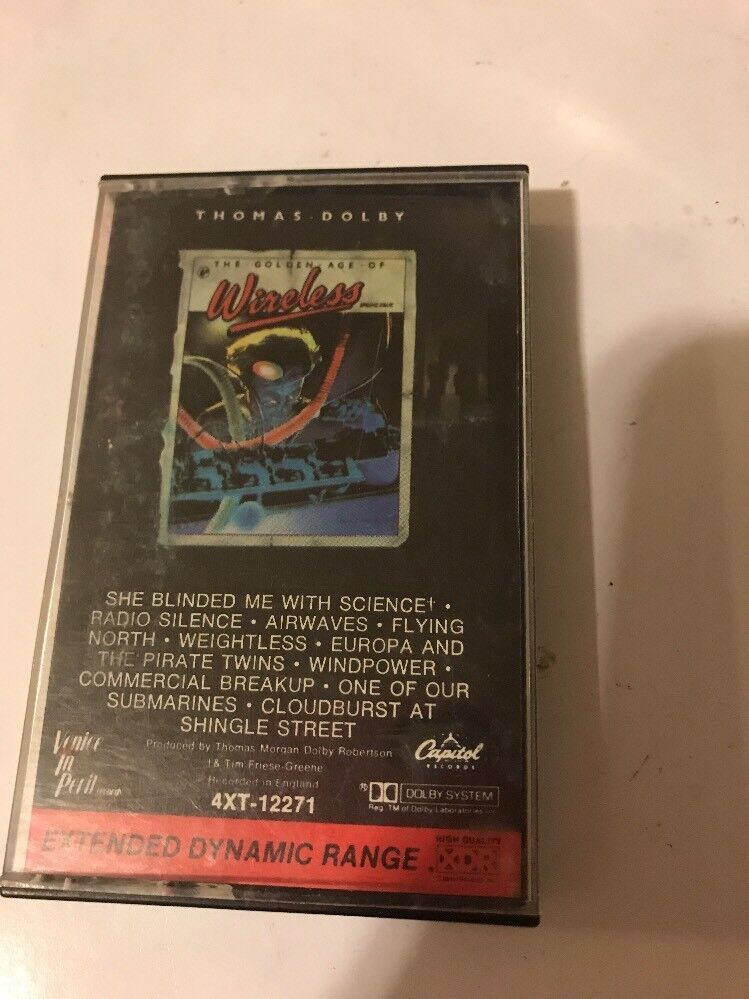 THOMAS · DOLBY
THE · GOLDEN · AGE · OF
Wireless
SHE BLINDED ME WITH SCIENCE† •
RADIO SILENCE • AIRWAVES • FLYING
NORTH • WEIGHTLESS • EUROPA AND
THE PIRATE TWINS • WINDPOWER •
COMMERCIAL BREAKUP • ONE OF OUR
SUBMARINES • CLOUDBURST AT
SHINGLE STREET
Venice
in
Peril
Produced by Thomas Morgan Dolby Robertson
†& Tim Friese-Greene
Recorded in England
4XT-12271
Capitol
RECORDS
DOLBY SYSTEM
Reg. TM of Dolby Laboratories
EXTENDED DYNAMIC RANGE
HIGH QUALITY
XDR